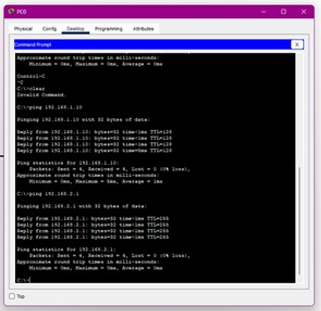 PC0
Physical Config Desktop Programming Attributes
Command Prompt X
Approximate round trip times in milli-seconds:
Minimum = 0ms, Maximum = 0ms, Average = 0ms
Control-C
^C
C:\>clear
Invalid Command.
C:\>ping 192.168.1.10
Pinging 192.168.1.10 with 32 bytes of data:
Reply from 192.168.1.10: bytes=32 time<1ms TTL=128
Reply from 192.168.1.10: bytes=32 time<1ms TTL=128
Reply from 192.168.1.10: bytes=32 time<1ms TTL=128
Reply from 192.168.1.10: bytes=32 TTL=128
Ping statistics for 192.168.1.10:
Packets: Sent = 4, Received = 4, Lost = 0 (0% loss),
Approximate round trip times in milli-seconds:
Minimum = 0ms, Maximum = Average =
C:\>ping 192.168.2.1
Pinging 192.168.2.1 with 32 bytes of data:
Reply from 192.168.2.1: bytes=32 time<1ms TTL=255
Reply from 192.168.2.1: bytes=32 time<1ms TTL=255
Reply from 192.168.2.1: bytes=32 time<1ms TTL=255
Reply from 192.168.2.1: bytes=32 time<1ms TTL=255
Ping statistics for 192.168.2.1:
Packets: Sent = 4, Received = 4, Lost = 0 (0% loss),
Approximate round trip times in milli-seconds:
Minimum = 0ms, Maximum = 0ms, Average = 0ms
C:\>
Top